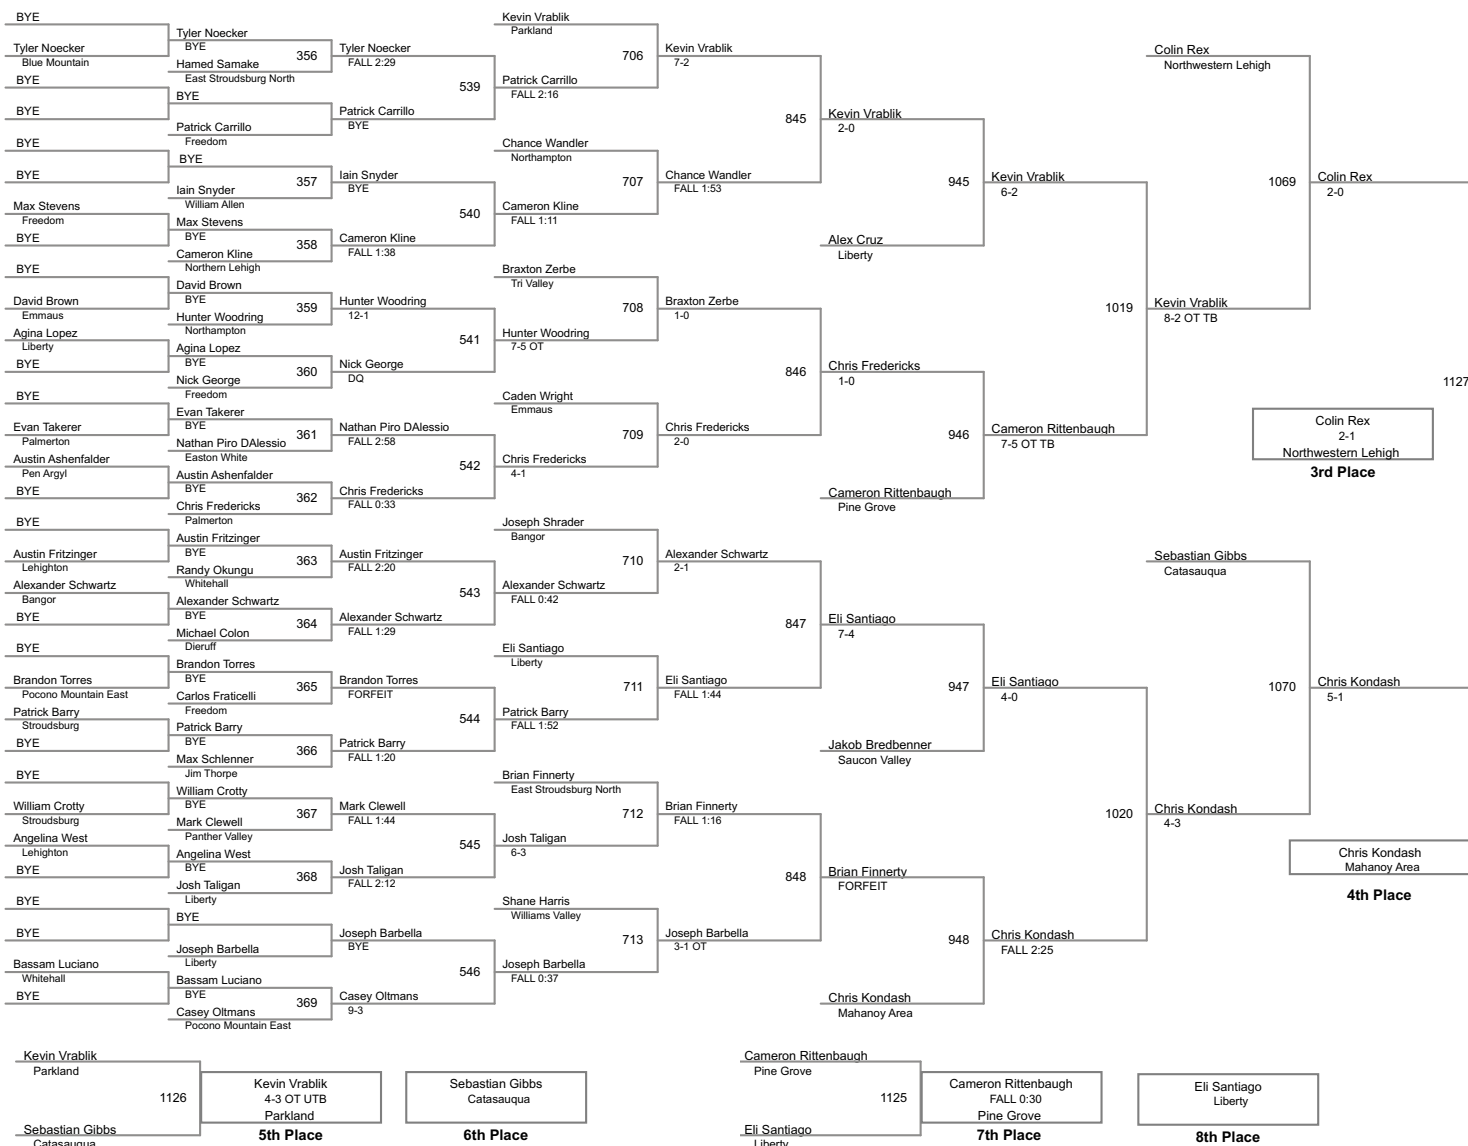 BYE
Tyler Noecker
Blue Mountain
BYE
BYE
BYE
BYE
Max Stevens
Freedom
BYE
BYE
David Brown
Emmaus
Agina Lopez
Liberty
BYE
BYE
Evan Takerer
Palmerton
Austin Ashenfalder
Pen Argyl
BYE
BYE
Austin Fritzinger
Lehighton
Alexander Schwartz
Bangor
BYE
BYE
Brandon Torres
Pocono Mountain East
Patrick Barry
Stroudsburg
BYE
BYE
William Crotty
Stroudsburg
Angelina West
Lehighton
BYE
BYE
BYE
Bassam Luciano
Whitehall
BYE
Tyler Noecker
BYE
356
Hamed Samake
East Stroudsburg North
BYE
Patrick Carrillo
Freedom
BYE
357
Iain Snyder
William Allen
Max Stevens
BYE
358
Cameron Kline
Northern Lehigh
David Brown
BYE
359
Hunter Woodring
Northampton
Agina Lopez
BYE
360
Nick George
Freedom
Evan Takerer
BYE
361
Nathan Piro DAlessio
Easton White
Austin Ashenfalder
BYE
362
Chris Fredericks
Palmerton
Austin Fritzinger
BYE
363
Randy Okungu
Whitehall
Alexander Schwartz
BYE
364
Michael Colon
Dieruff
Brandon Torres
BYE
365
Carlos Fraticelli
Freedom
Patrick Barry
BYE
366
Max Schlenner
Jim Thorpe
William Crotty
BYE
367
Mark Clewell
Panther Valley
Angelina West
BYE
368
Josh Taligan
Liberty
BYE
Joseph Barbella
Liberty
Bassam Luciano
BYE
369
Casey Oltmans
Pocono Mountain East
Tyler Noecker
FALL 2:29
539
Patrick Carrillo
BYE
Iain Snyder
BYE
540
Cameron Kline
FALL 1:38
Hunter Woodring
12-1
541
Nick George
DQ
Nathan Piro DAlessio
FALL 2:58
542
Chris Fredericks
FALL 0:33
Austin Fritzinger
FALL 2:20
543
Alexander Schwartz
FALL 1:29
Brandon Torres
FORFEIT
544
Patrick Barry
FALL 1:20
Mark Clewell
FALL 1:44
545
Josh Taligan
FALL 2:12
Joseph Barbella
BYE
546
Casey Oltmans
9-3
Kevin Vrablik
Parkland
706
Patrick Carrillo
FALL 2:16
Chance Wandler
Northampton
707
Cameron Kline
FALL 1:11
Braxton Zerbe
Tri Valley
708
Hunter Woodring
7-5 OT
Caden Wright
Emmaus
709
Chris Fredericks
4-1
Joseph Shrader
Bangor
710
Alexander Schwartz
FALL 0:42
Eli Santiago
Liberty
711
Patrick Barry
FALL 1:52
Brian Finnerty
East Stroudsburg North
712
Josh Taligan
6-3
Shane Harris
Williams Valley
713
Joseph Barbella
FALL 0:37
Kevin Vrablik
7-2
845
Chance Wandler
FALL 1:53
Braxton Zerbe
1-0
846
Chris Fredericks
2-0
Alexander Schwartz
2-1
847
Eli Santiago
FALL 1:44
Brian Finnerty
FALL 1:16
848
Joseph Barbella
3-1 OT
Kevin Vrablik
2-0
945
Alex Cruz
Liberty
Chris Fredericks
1-0
946
Cameron Rittenbaugh
Pine Grove
Eli Santiago
7-4
947
Jakob Bredbenner
Saucon Valley
Brian Finnerty
FORFEIT
948
Chris Kondash
Mahanoy Area
Kevin Vrablik
6-2
1019
Cameron Rittenbaugh
7-5 OT TB
Eli Santiago
4-0
1020
Chris Kondash
FALL 2:25
Colin Rex
Northwestern Lehigh
1069
Kevin Vrablik
8-2 OT TB
Sebastian Gibbs
Catasauqua
1070
Chris Kondash
4-3
Colin Rex
2-0
1127
Chris Kondash
5-1
Colin Rex
2-1
Northwestern Lehigh
3rd Place
Chris Kondash
Mahanoy Area
4th Place
Kevin Vrablik
Parkland
1126
Sebastian Gibbs
Catasauqua
Kevin Vrablik
4-3 OT UTB
Parkland
5th Place
Sebastian Gibbs
Catasauqua
6th Place
Cameron Rittenbaugh
Pine Grove
1125
Eli Santiago
Liberty
Cameron Rittenbaugh
FALL 0:30
Pine Grove
7th Place
Eli Santiago
Liberty
8th Place